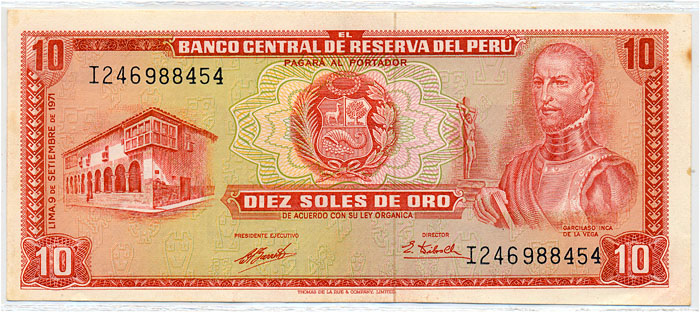 10
EL
BANCO CENTRAL DE RESERVA DEL PERÚ
10
PAGARÁ AL PORTADOR
I246988454
LIMA 9 DE SETIEMBRE DE 1971
DIEZ SOLES DE ORO
DE ACUERDO CON SU LEY ORGANICA
GARCILASO INCA
DE LA VEGA
PRESIDENTE EJECUTIVO
DIRECTOR
I246988454
10
10
THOMAS DE LA RUE & COMPANY, LIMITED.